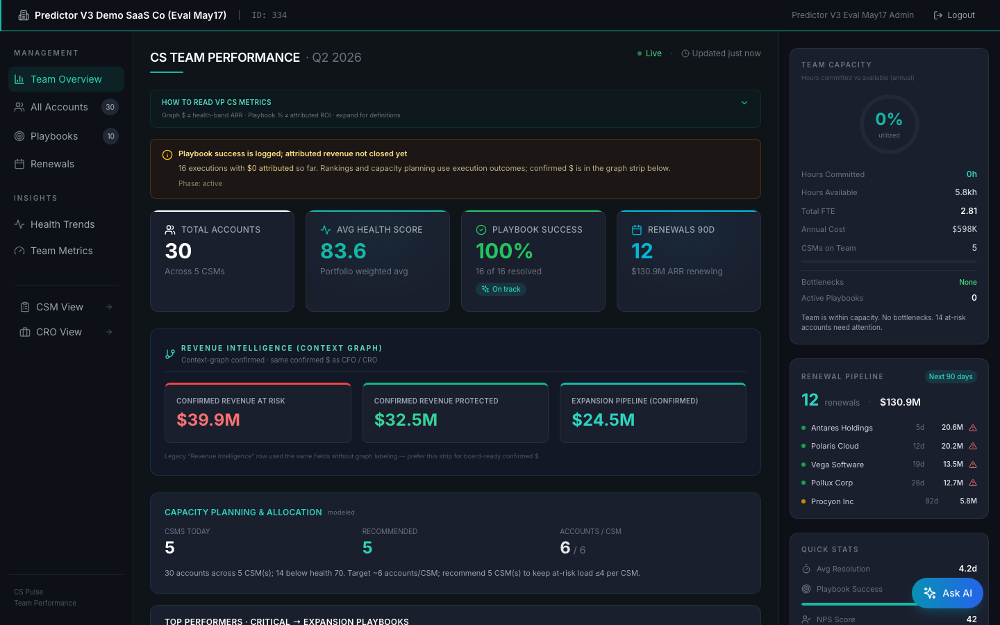 Predictor V3 Demo SaaS Co (Eval May17)
ID: 334
Predictor V3 Eval May17 Admin
Logout
MANAGEMENT
Team Overview
All Accounts 30
Playbooks 10
Renewals
INSIGHTS
Health Trends
Team Metrics
CSM View →
CRO View →
CS Pulse
Team Performance
CS TEAM PERFORMANCE · Q2 2026
Live · Updated just now
HOW TO READ VP CS METRICS
Graph $ ≠ health-band ARR · Playbook % ≠ attributed ROI · expand for definitions
Playbook success is logged; attributed revenue not closed yet
16 executions with $0 attributed so far. Rankings and capacity planning use execution outcomes; confirmed $ is in the graph strip below.
Phase: active
TOTAL ACCOUNTS
30
Across 5 CSMs
AVG HEALTH SCORE
83.6
Portfolio weighted avg
PLAYBOOK SUCCESS
100%
16 of 16 resolved
On track
RENEWALS 90D
12
$130.9M ARR renewing
REVENUE INTELLIGENCE (CONTEXT GRAPH)
Context-graph confirmed · same confirmed $ as CFO / CRO
CONFIRMED REVENUE AT RISK
$39.9M
CONFIRMED REVENUE PROTECTED
$32.5M
EXPANSION PIPELINE (CONFIRMED)
$24.5M
Legacy "Revenue Intelligence" row used the same fields without graph labeling — prefer this strip for board-ready confirmed $.
CAPACITY PLANNING & ALLOCATION modeled
CSMS TODAY
5
RECOMMENDED
5
ACCOUNTS / CSM
6 / 6
30 accounts across 5 CSM(s); 14 below health 70. Target ~6 accounts/CSM; recommend 5 CSM(s) to keep at-risk load ≤4 per CSM.
TOP PERFORMERS · CRITICAL → EXPANSION PLAYBOOKS
TEAM CAPACITY
Hours committed vs available (annual)
0%
utilized
Hours Committed 0h
Hours Available 5.8kh
Total FTE 2.81
Annual Cost $598K
CSMs on Team 5
Bottlenecks None
Active Playbooks 0
Team is within capacity. No bottlenecks. 14 at-risk
accounts need attention.
RENEWAL PIPELINE Next 90 days
12 renewals · $130.9M
Antares Holdings 5d 20.6M
Polaris Cloud 12d 20.2M
Vega Software 19d 13.5M
Pollux Corp 26d 12.7M
Procyon Inc 82d 5.8M
QUICK STATS
Avg Resolution 4.2d
Playbook Success
Ask AI
NPS Score 42